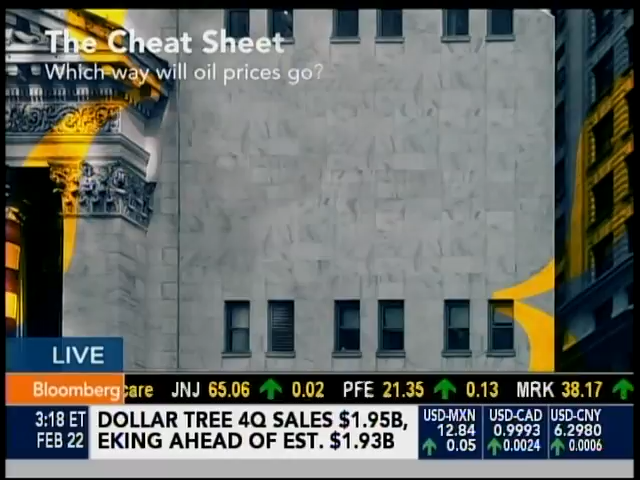 The Cheat Sheet
Which way will oil prices go?
LIVE
Bloomberg care JNJ 65.06 0.02 PFE 21.35 0.13 MRK 38.17
3:18 ET
FEB 22
DOLLAR TREE 4Q SALES $1.95B,
EKING AHEAD OF EST. $1.93B
USD-MXN USD-CAD USD-CNY
12.84 0.9993 6.2980
0.05 0.0024 0.0006